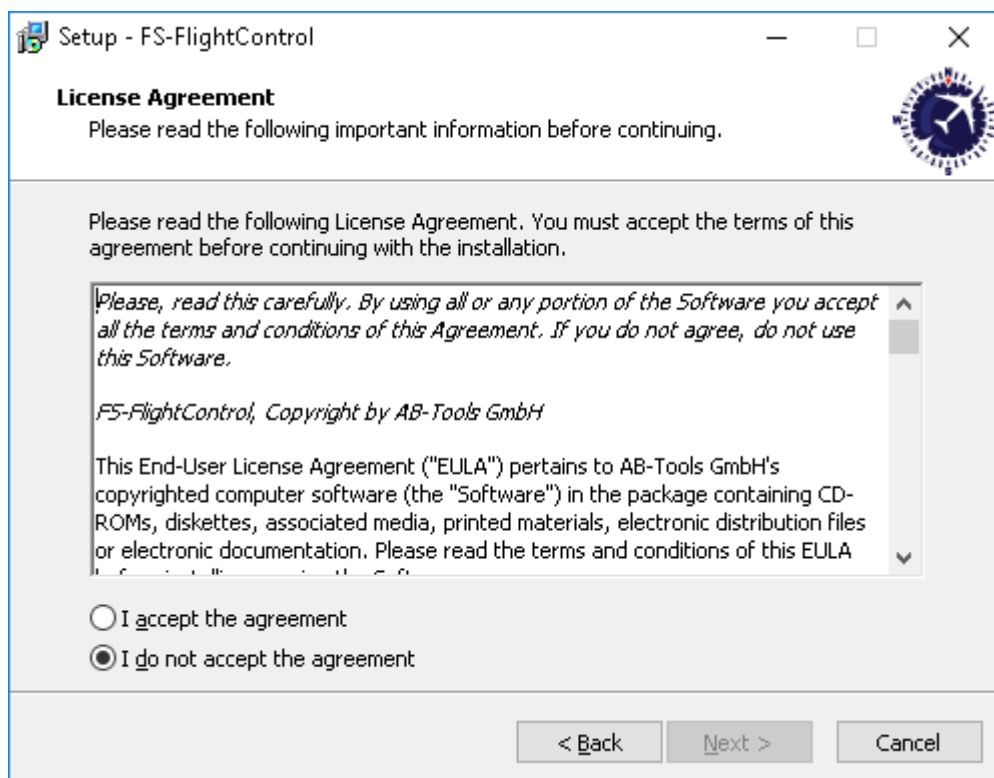 Setup - FS-FlightControl
License Agreement
Please read the following important information before continuing.
Please read the following License Agreement. You must accept the terms of this
agreement before continuing with the installation.
Please, read this carefully. By using all or any portion of the Software you accept
all the terms and conditions of this Agreement. If you do not agree, do not use
this Software.
FS-FlightControl, Copyright by AB-Tools GmbH
This End-User License Agreement ("EULA") pertains to AB-Tools GmbH's
copyrighted computer software (the "Software") in the package containing CD-
ROMs, diskettes, associated media, printed materials, electronic distribution files
or electronic documentation. Please read the terms and conditions of this EULA
I accept the agreement
I do not accept the agreement
< Back
Next >
Cancel